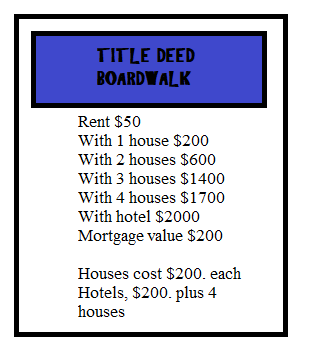 TITLE DEED
BOARDWALK
Rent $50
With 1 house $200
With 2 houses $600
With 3 houses $1400
With 4 houses $1700
With hotel $2000
Mortgage value $200
Houses cost $200. each
Hotels, $200. plus 4
houses